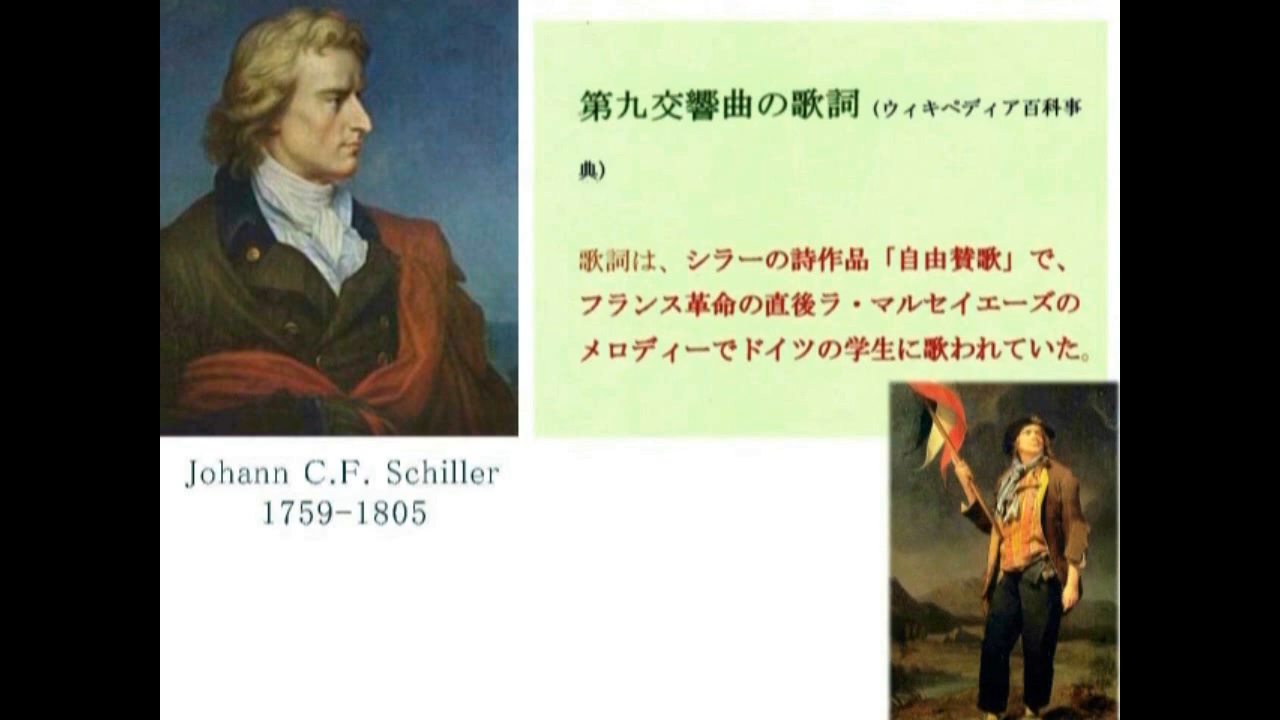 第九交響曲の歌詞（ウィキペディア百科事
典）
歌詞は、シラーの詩作品「自由賛歌」で、
フランス革命の直後ラ・マルセイエーズの
メロディーでドイツの学生に歌われていた。
Johann C.F. Schiller
1759-1805